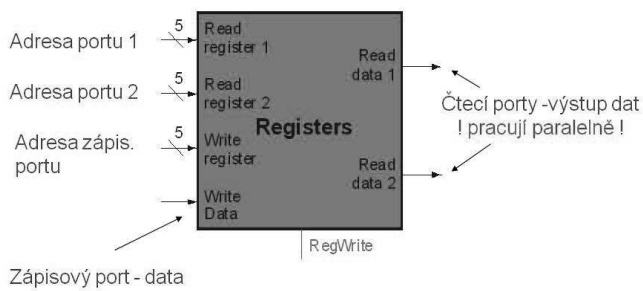 Adresa portu 1
5
Read
register 1
Adresa portu 2
5
Read
register 2
Adresa zápis.
portu
5
Write
register
Write
Data
Registers
Read
data 1
Read
data 2
Čtecí porty -výstup dat
! pracují paralelně !
RegWrite
Zápisový port - data